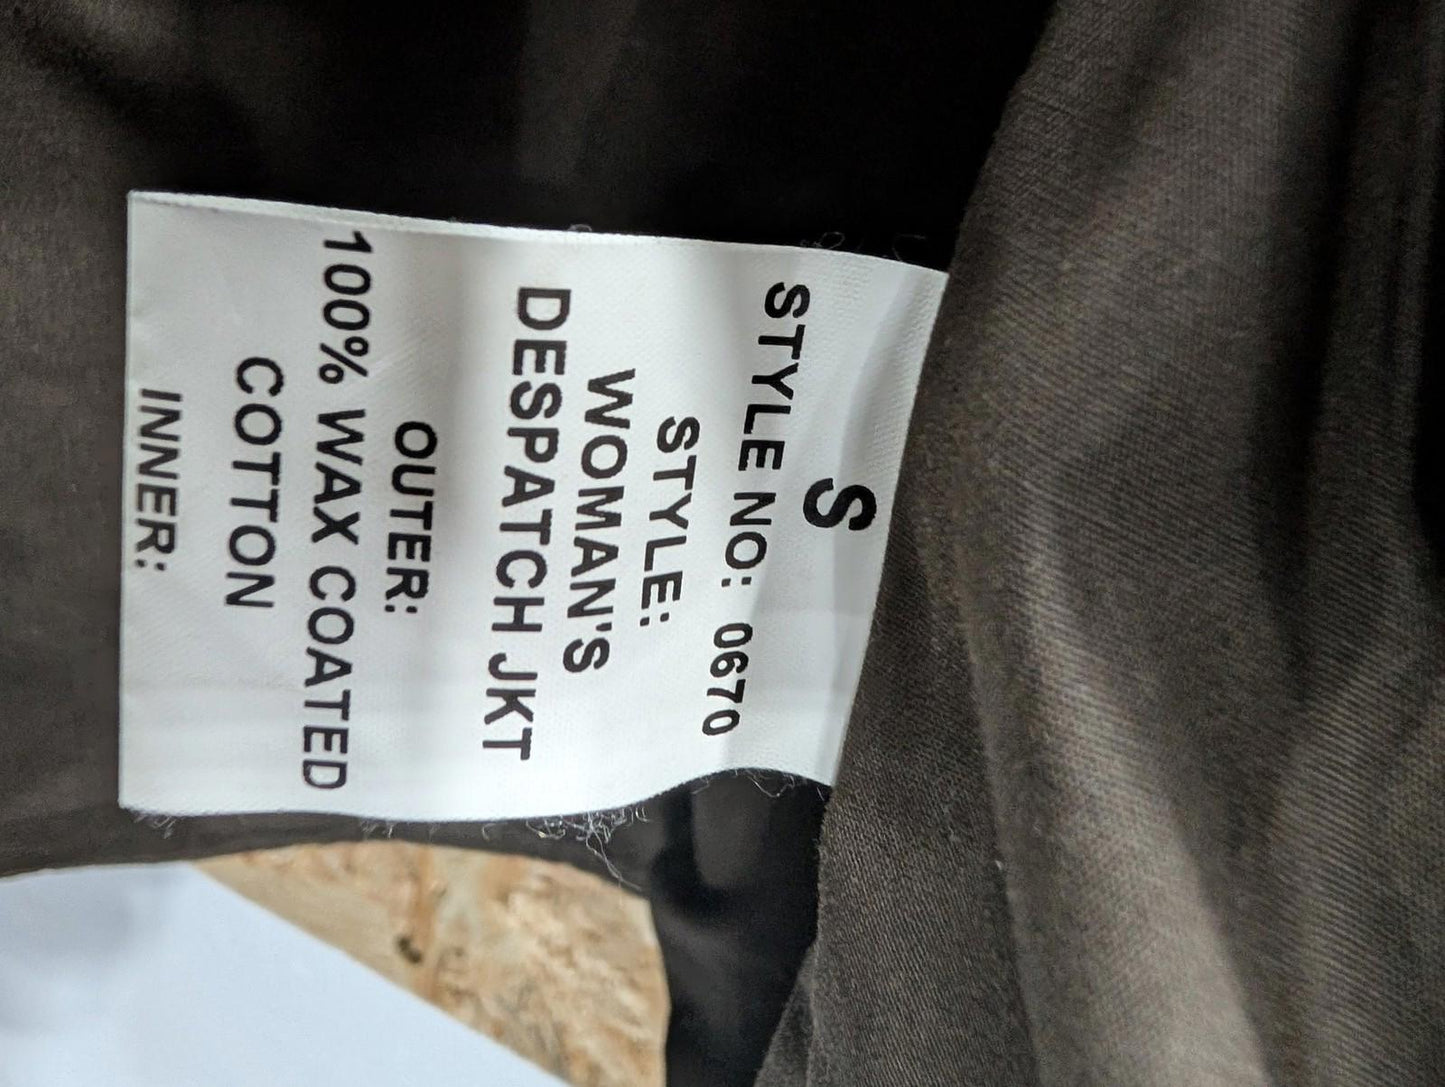 S
STYLE NO: 0670
STYLE:
WOMAN'S
DESPATCH JKT
OUTER:
100% WAX COATED
COTTON
INNER: